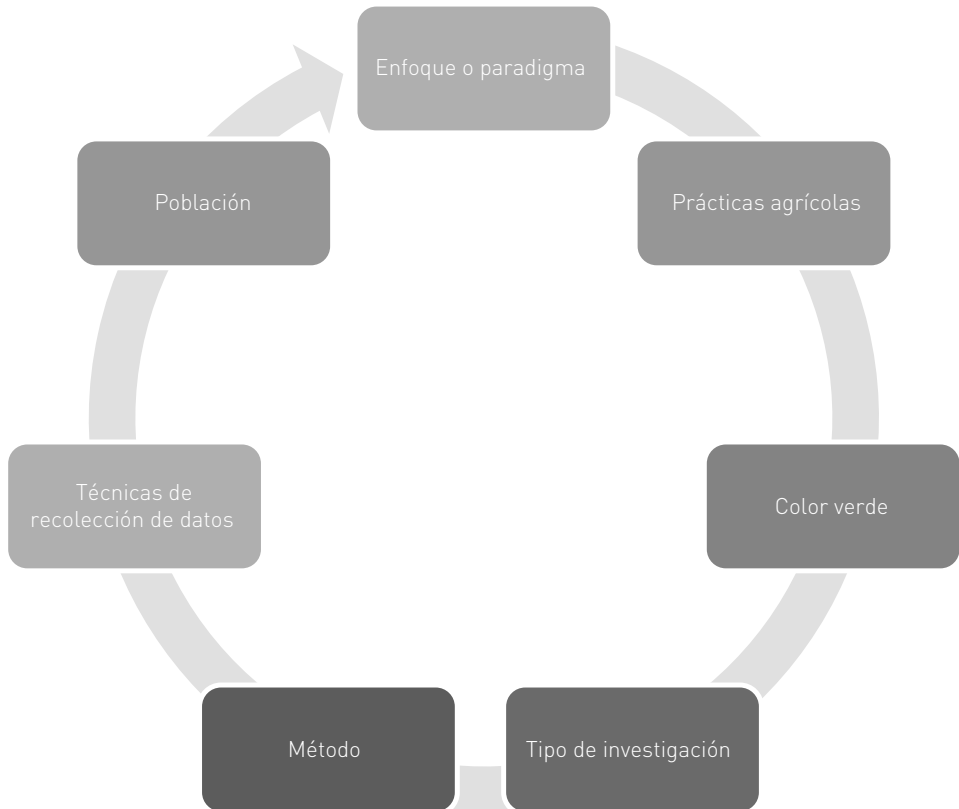 Enfoque o paradigma
Prácticas agrícolas
Color verde
Tipo de investigación
Método
Técnicas de
recolección de datos
Población